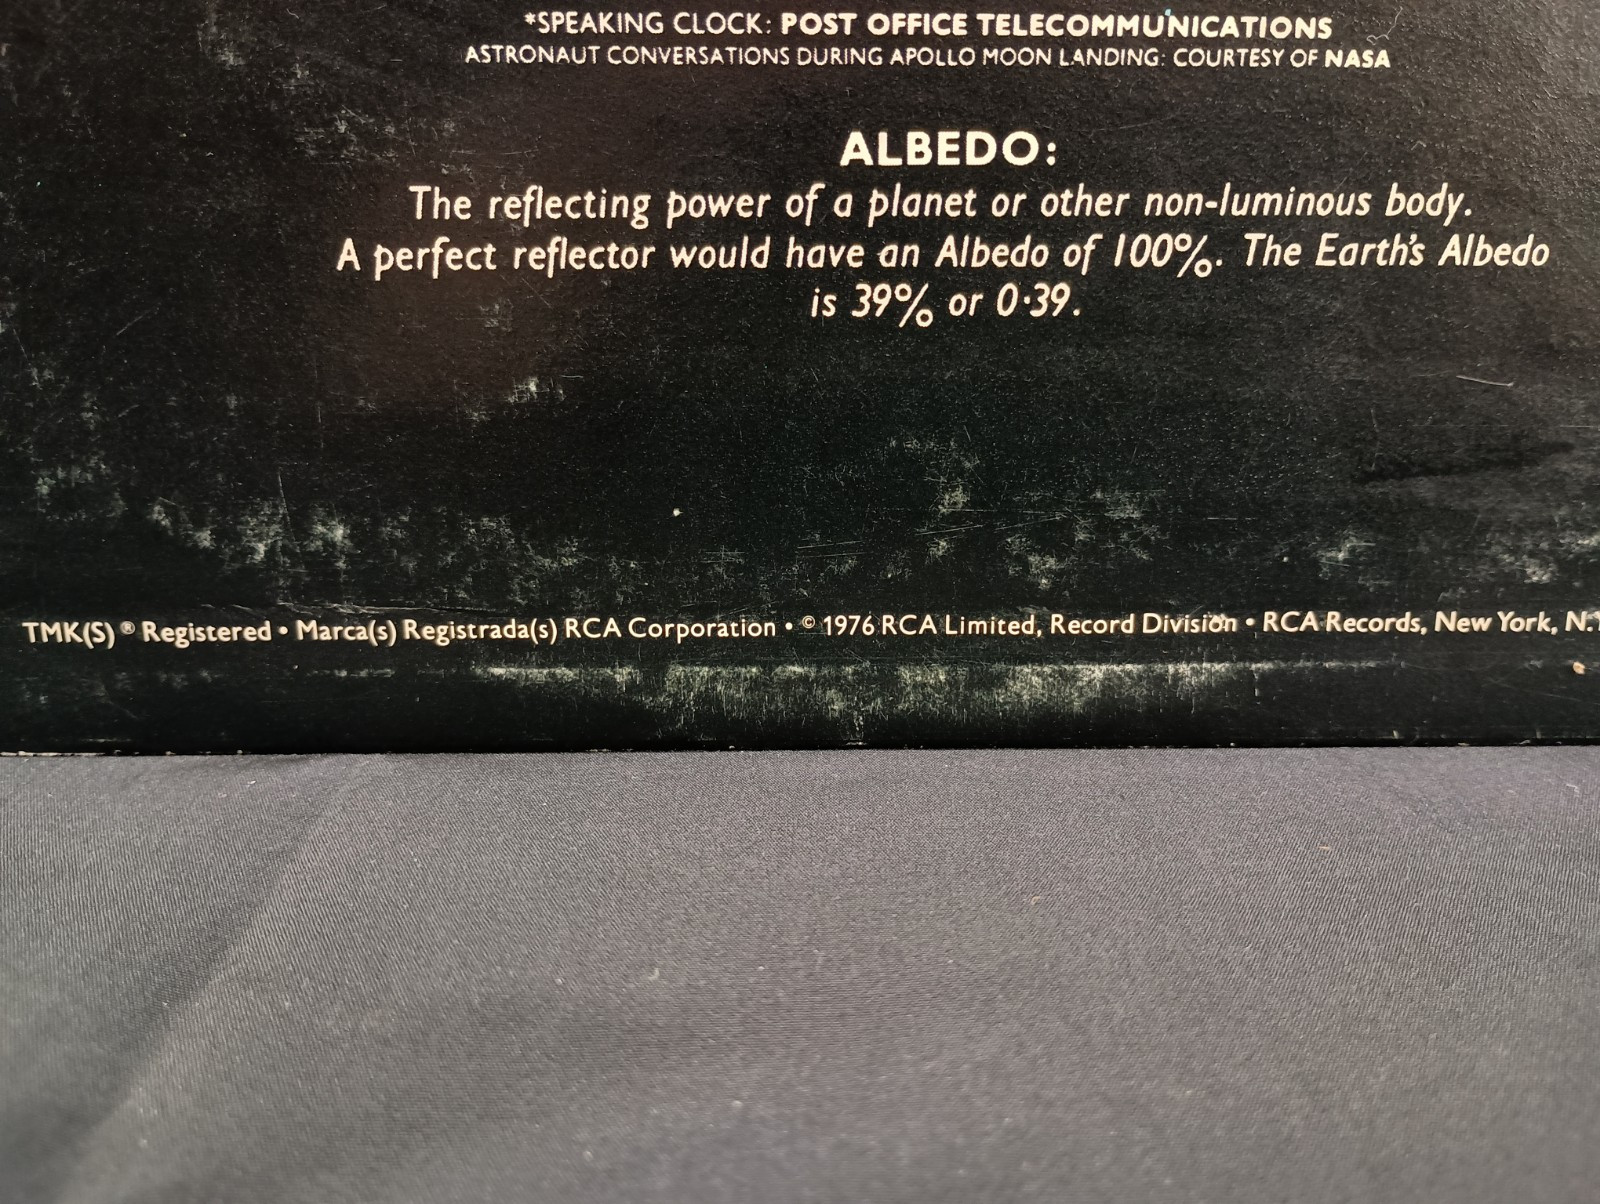 *SPEAKING CLOCK: POST OFFICE TELECOMMUNICATIONS
ASTRONAUT CONVERSATIONS DURING APOLLO MOON LANDING: COURTESY OF NASA
ALBEDO:
The reflecting power of a planet or other non-luminous body.
A perfect reflector would have an Albedo of 100%. The Earth's Albedo
is 39% or 0·39.
TMK(S) ® Registered • Marca(s) Registrada(s) RCA Corporation • © 1976 RCA Limited, Record Division • RCA Records, New York, N.Y